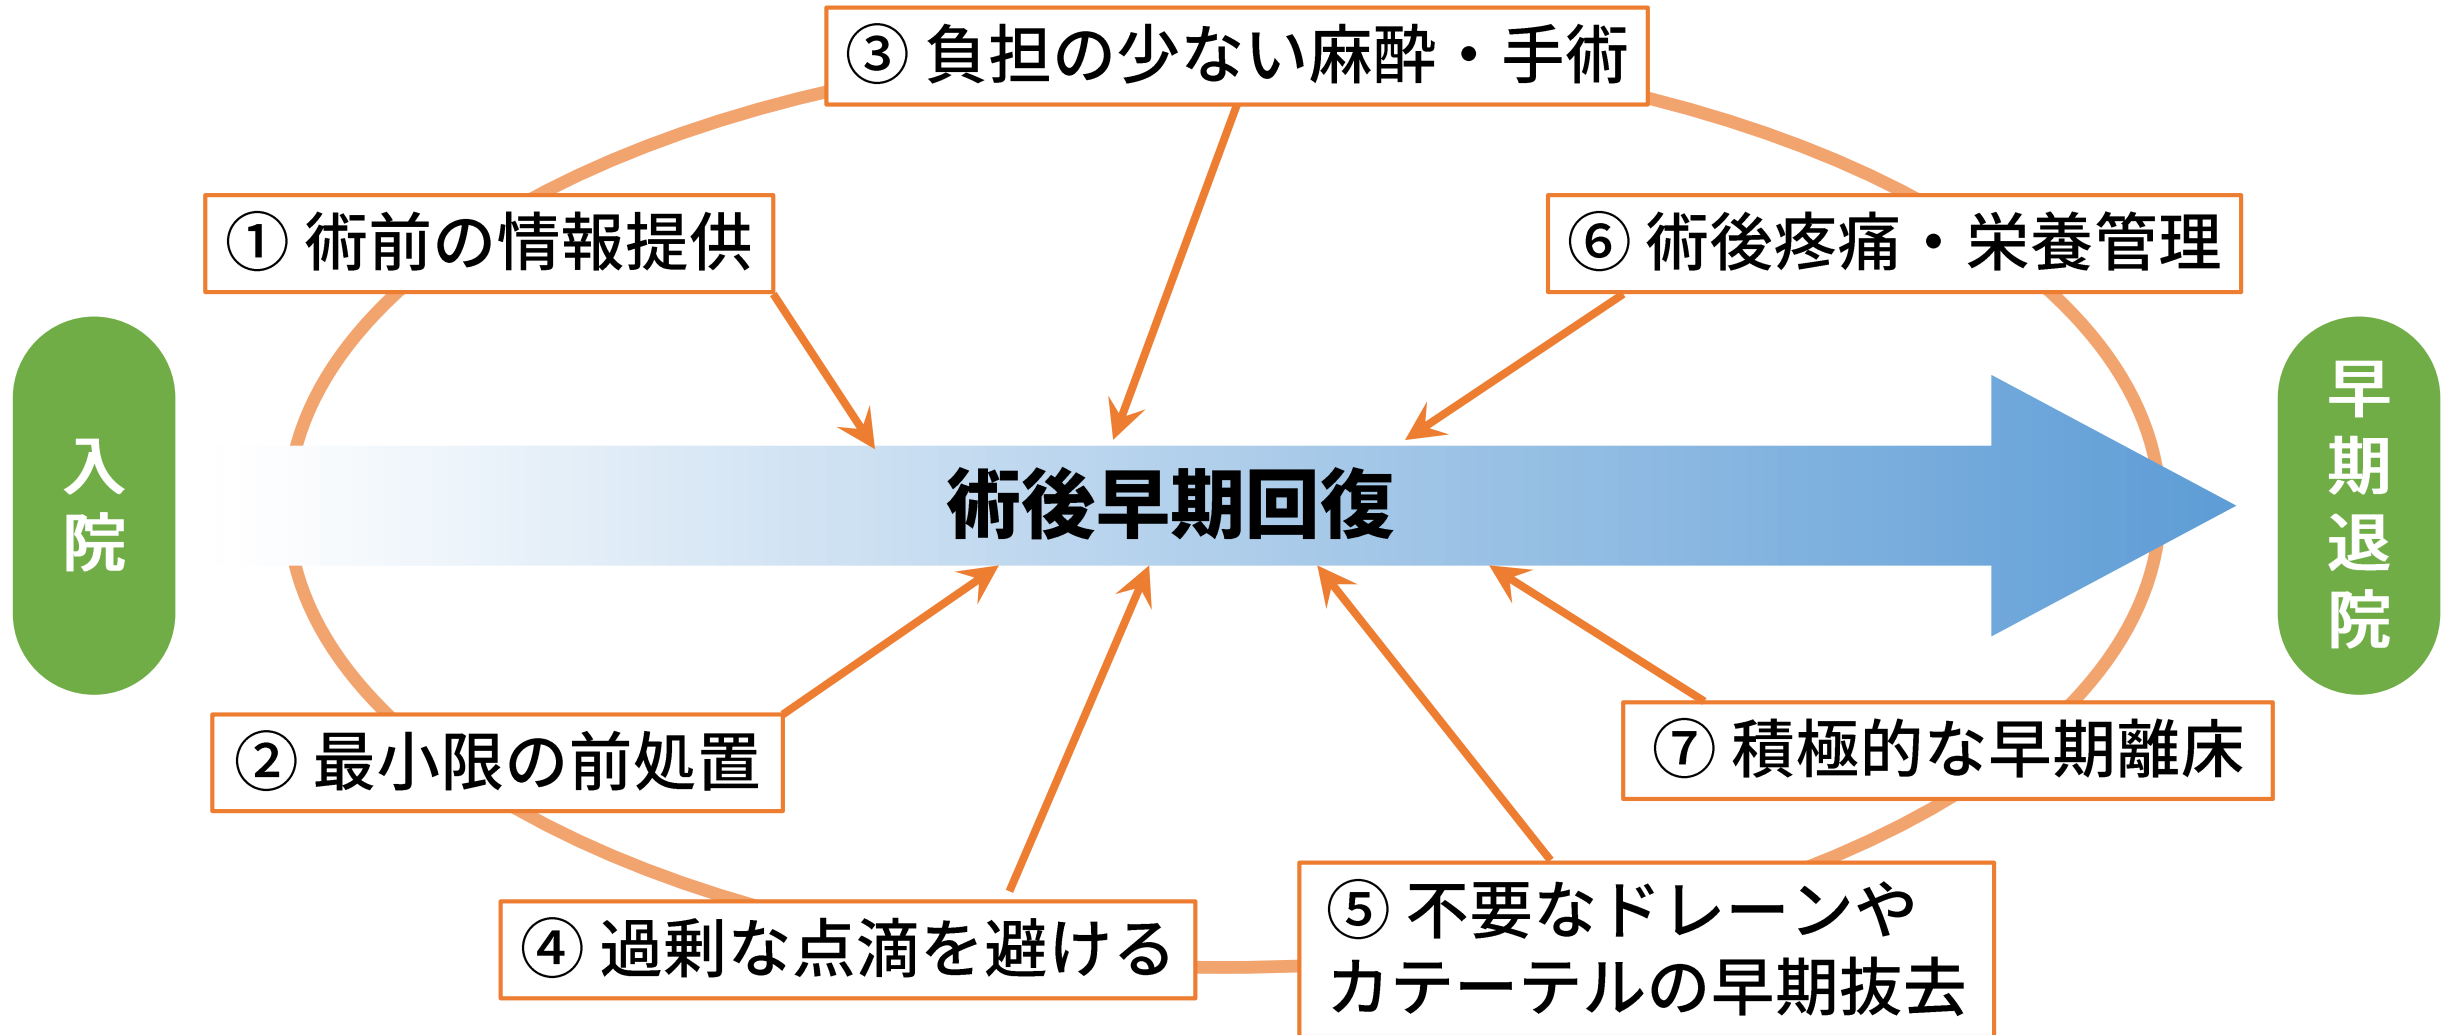 ③ 負担の少ない麻酔・手術
① 術前の情報提供
⑥ 術後疼痛・栄養管理
入院
術後早期回復
早期退院
② 最小限の前処置
⑦ 積極的な早期離床
④ 過剰な点滴を避ける
⑤ 不要なドレーンや
カテーテルの早期抜去